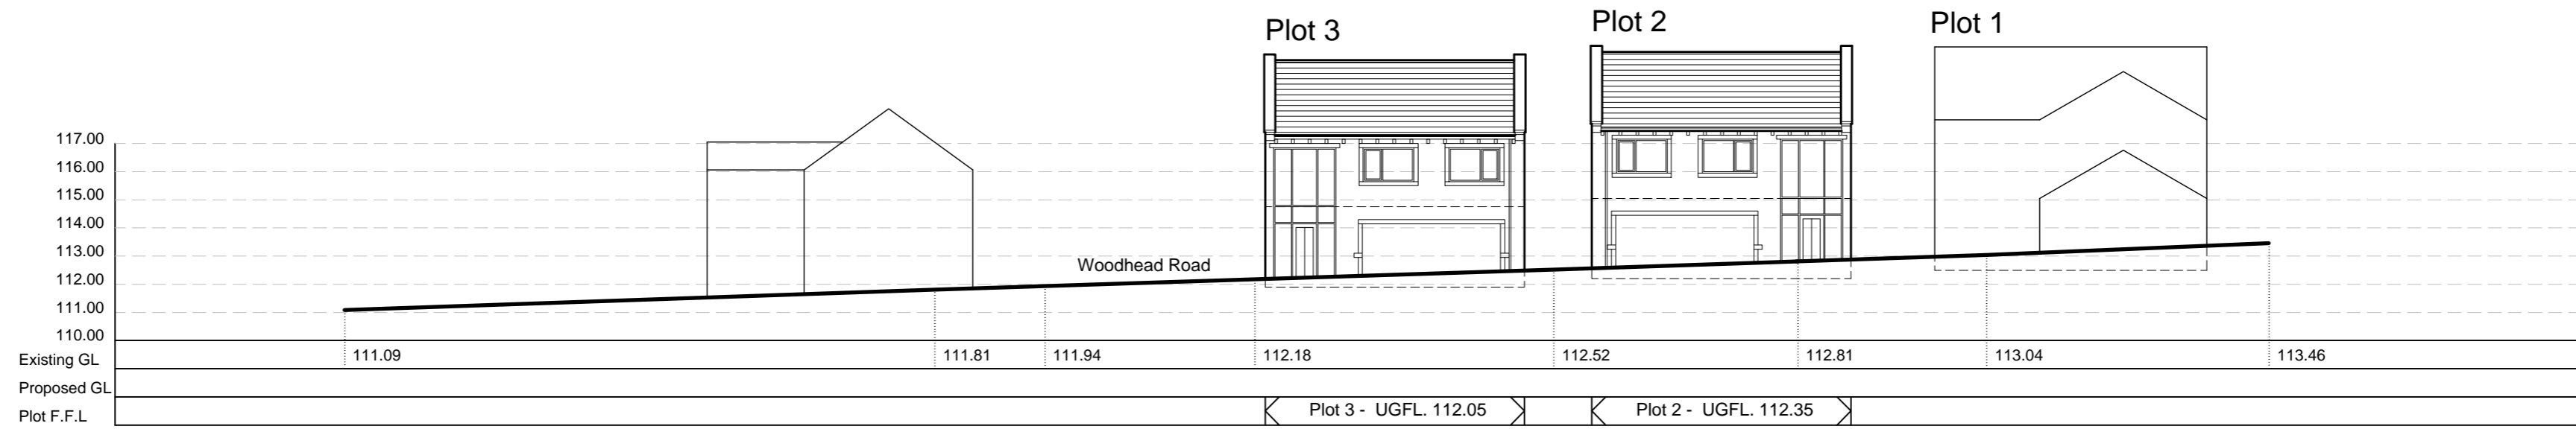 Plot 3
Plot 2
Plot 1
117.00
116.00
115.00
114.00
113.00
112.00
111.00
110.00
Woodhead Road
Existing GL 111.09 111.81 111.94 112.18 112.52 112.81 113.04 113.46
Proposed GL
Plot F.F.L Plot 3 - UGFL. 112.05 Plot 2 - UGFL. 112.35